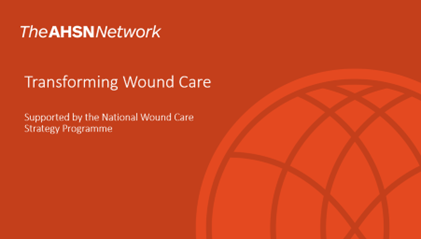 TheAHSNNetwork
Transforming Wound Care
Supported by the National Wound Care
Strategy Programme